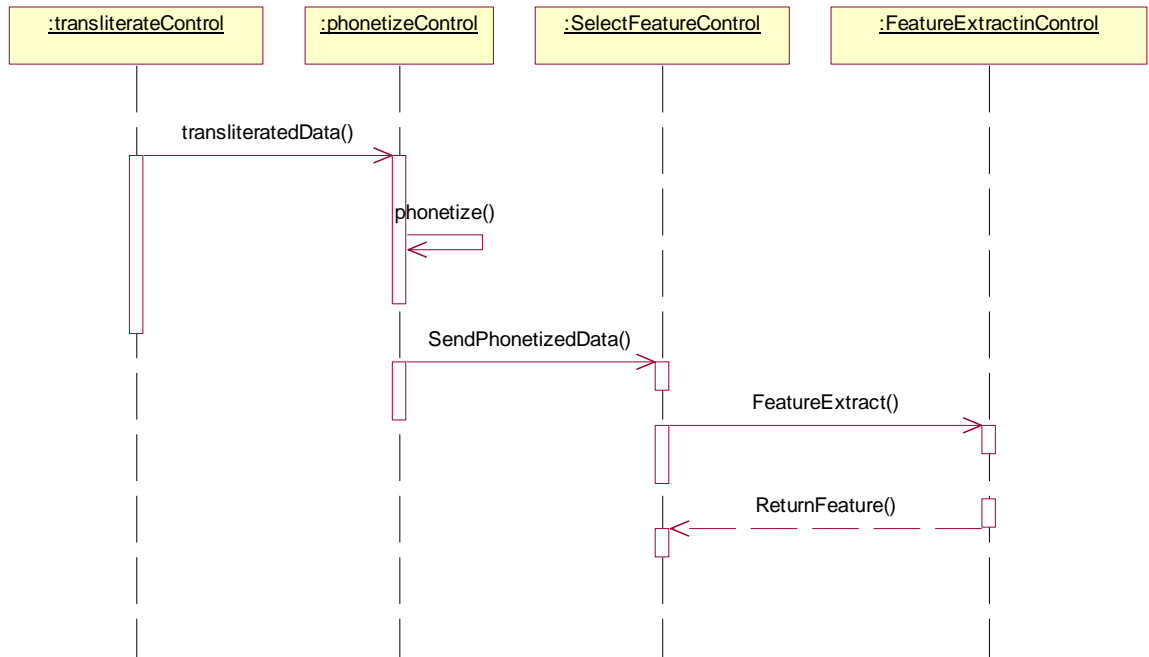 :transliterateControl
:phonetizeControl
:SelectFeatureControl
:FeatureExtractinControl
transliteratedData()
phonetize()
SendPhonetizedData()
FeatureExtract()
ReturnFeature()